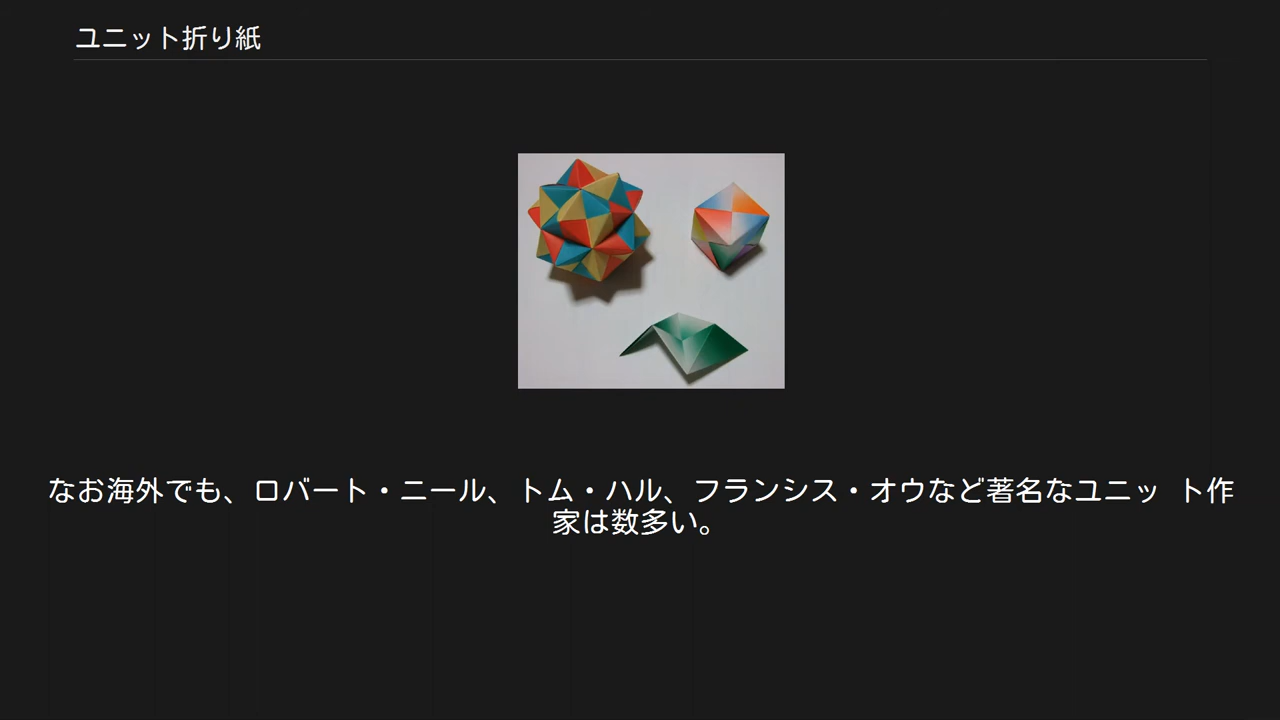 ユニット折り紙
なお海外でも、ロバート・ニール、トム・ハル、フランシス・オウなど著名なユニッ ト作
家は数多い。